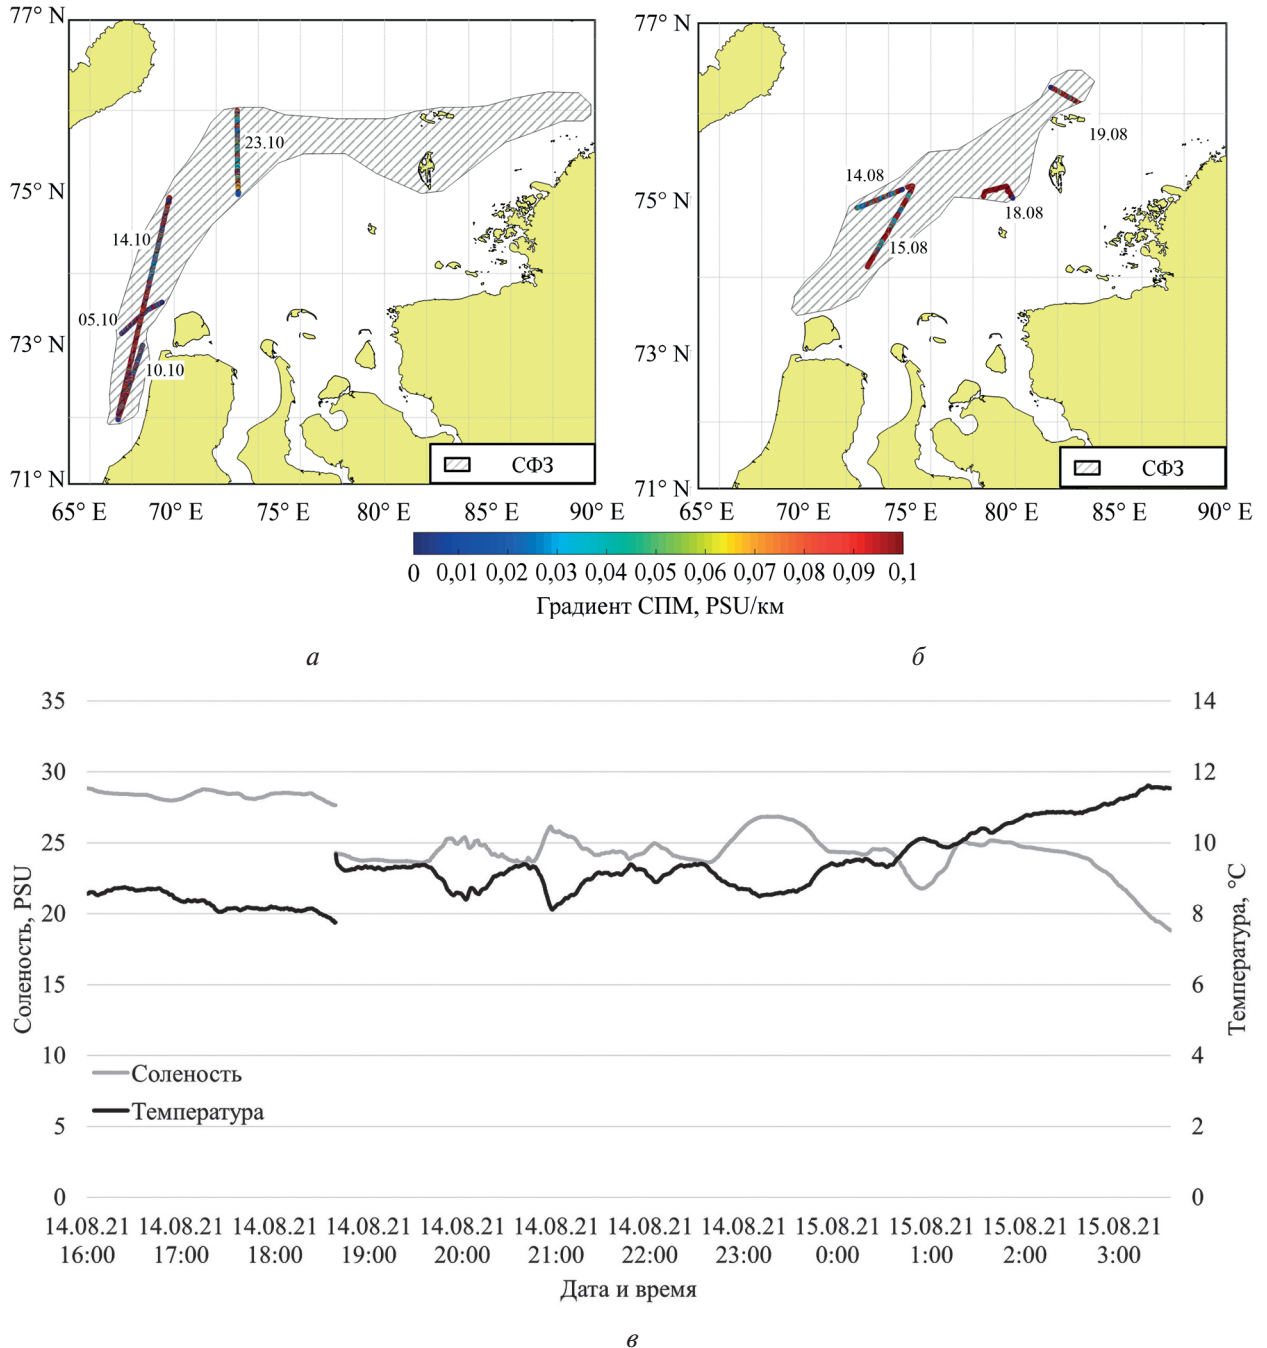 77° N
75° N
73° N
71° N
65° E
70° E
75° E
80° E
85° E
90° E
23.10
14.10
05.10
10.10
СФЗ
77° N
75° N
73° N
71° N
65° E
70° E
75° E
80° E
85° E
90° E
19.08
14.08
18.08
15.08
СФЗ
0 0,01 0,02 0,03 0,04 0,05 0,06 0,07 0,08 0,09 0,1
Градиент СПМ, PSU/км
а
б
35
30
25
20
15
10
5
0
Соленость, PSU
14
12
10
8
6
4
2
0
Температура, °C
Соленость
Температура
14.08.21 14.08.21 14.08.21 14.08.21 14.08.21 14.08.21 14.08.21 14.08.21 15.08.21 15.08.21 15.08.21 15.08.21
16:00 17:00 18:00 19:00 20:00 21:00 22:00 23:00 0:00 1:00 2:00 3:00
Дата и время
в